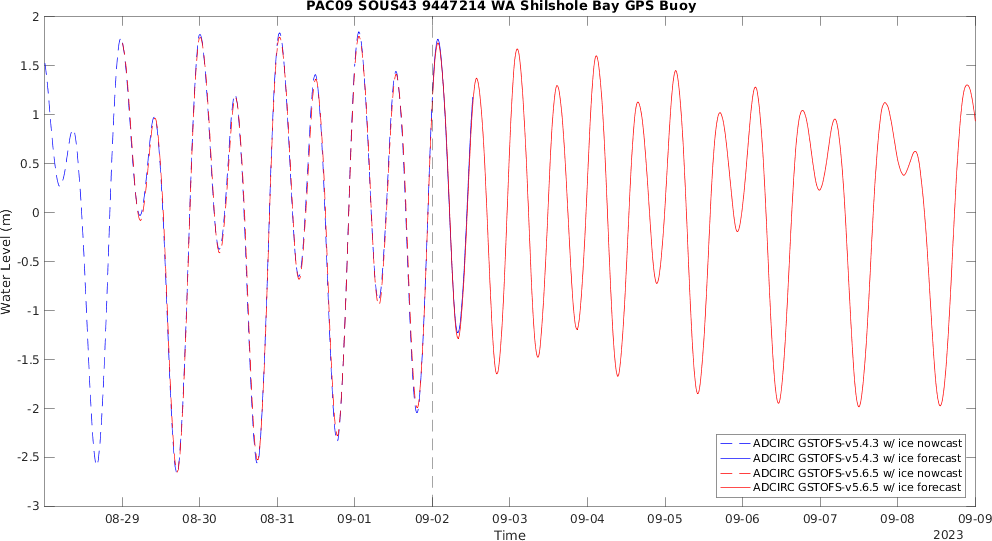 PAC09 SOUS43 9447214 WA Shilshole Bay GPS Buoy
2
1.5
1
0.5
0
-0.5
-1
-1.5
-2
-2.5
-3
Water Level (m)
ADCIRC GSTOFS-v5.4.3 w/ ice nowcast
ADCIRC GSTOFS-v5.4.3 w/ ice forecast
ADCIRC GSTOFS-v5.6.5 w/ ice nowcast
ADCIRC GSTOFS-v5.6.5 w/ ice forecast
08-29 08-30 08-31 09-01 09-02 09-03 09-04 09-05 09-06 09-07 09-08 09-09
Time
2023